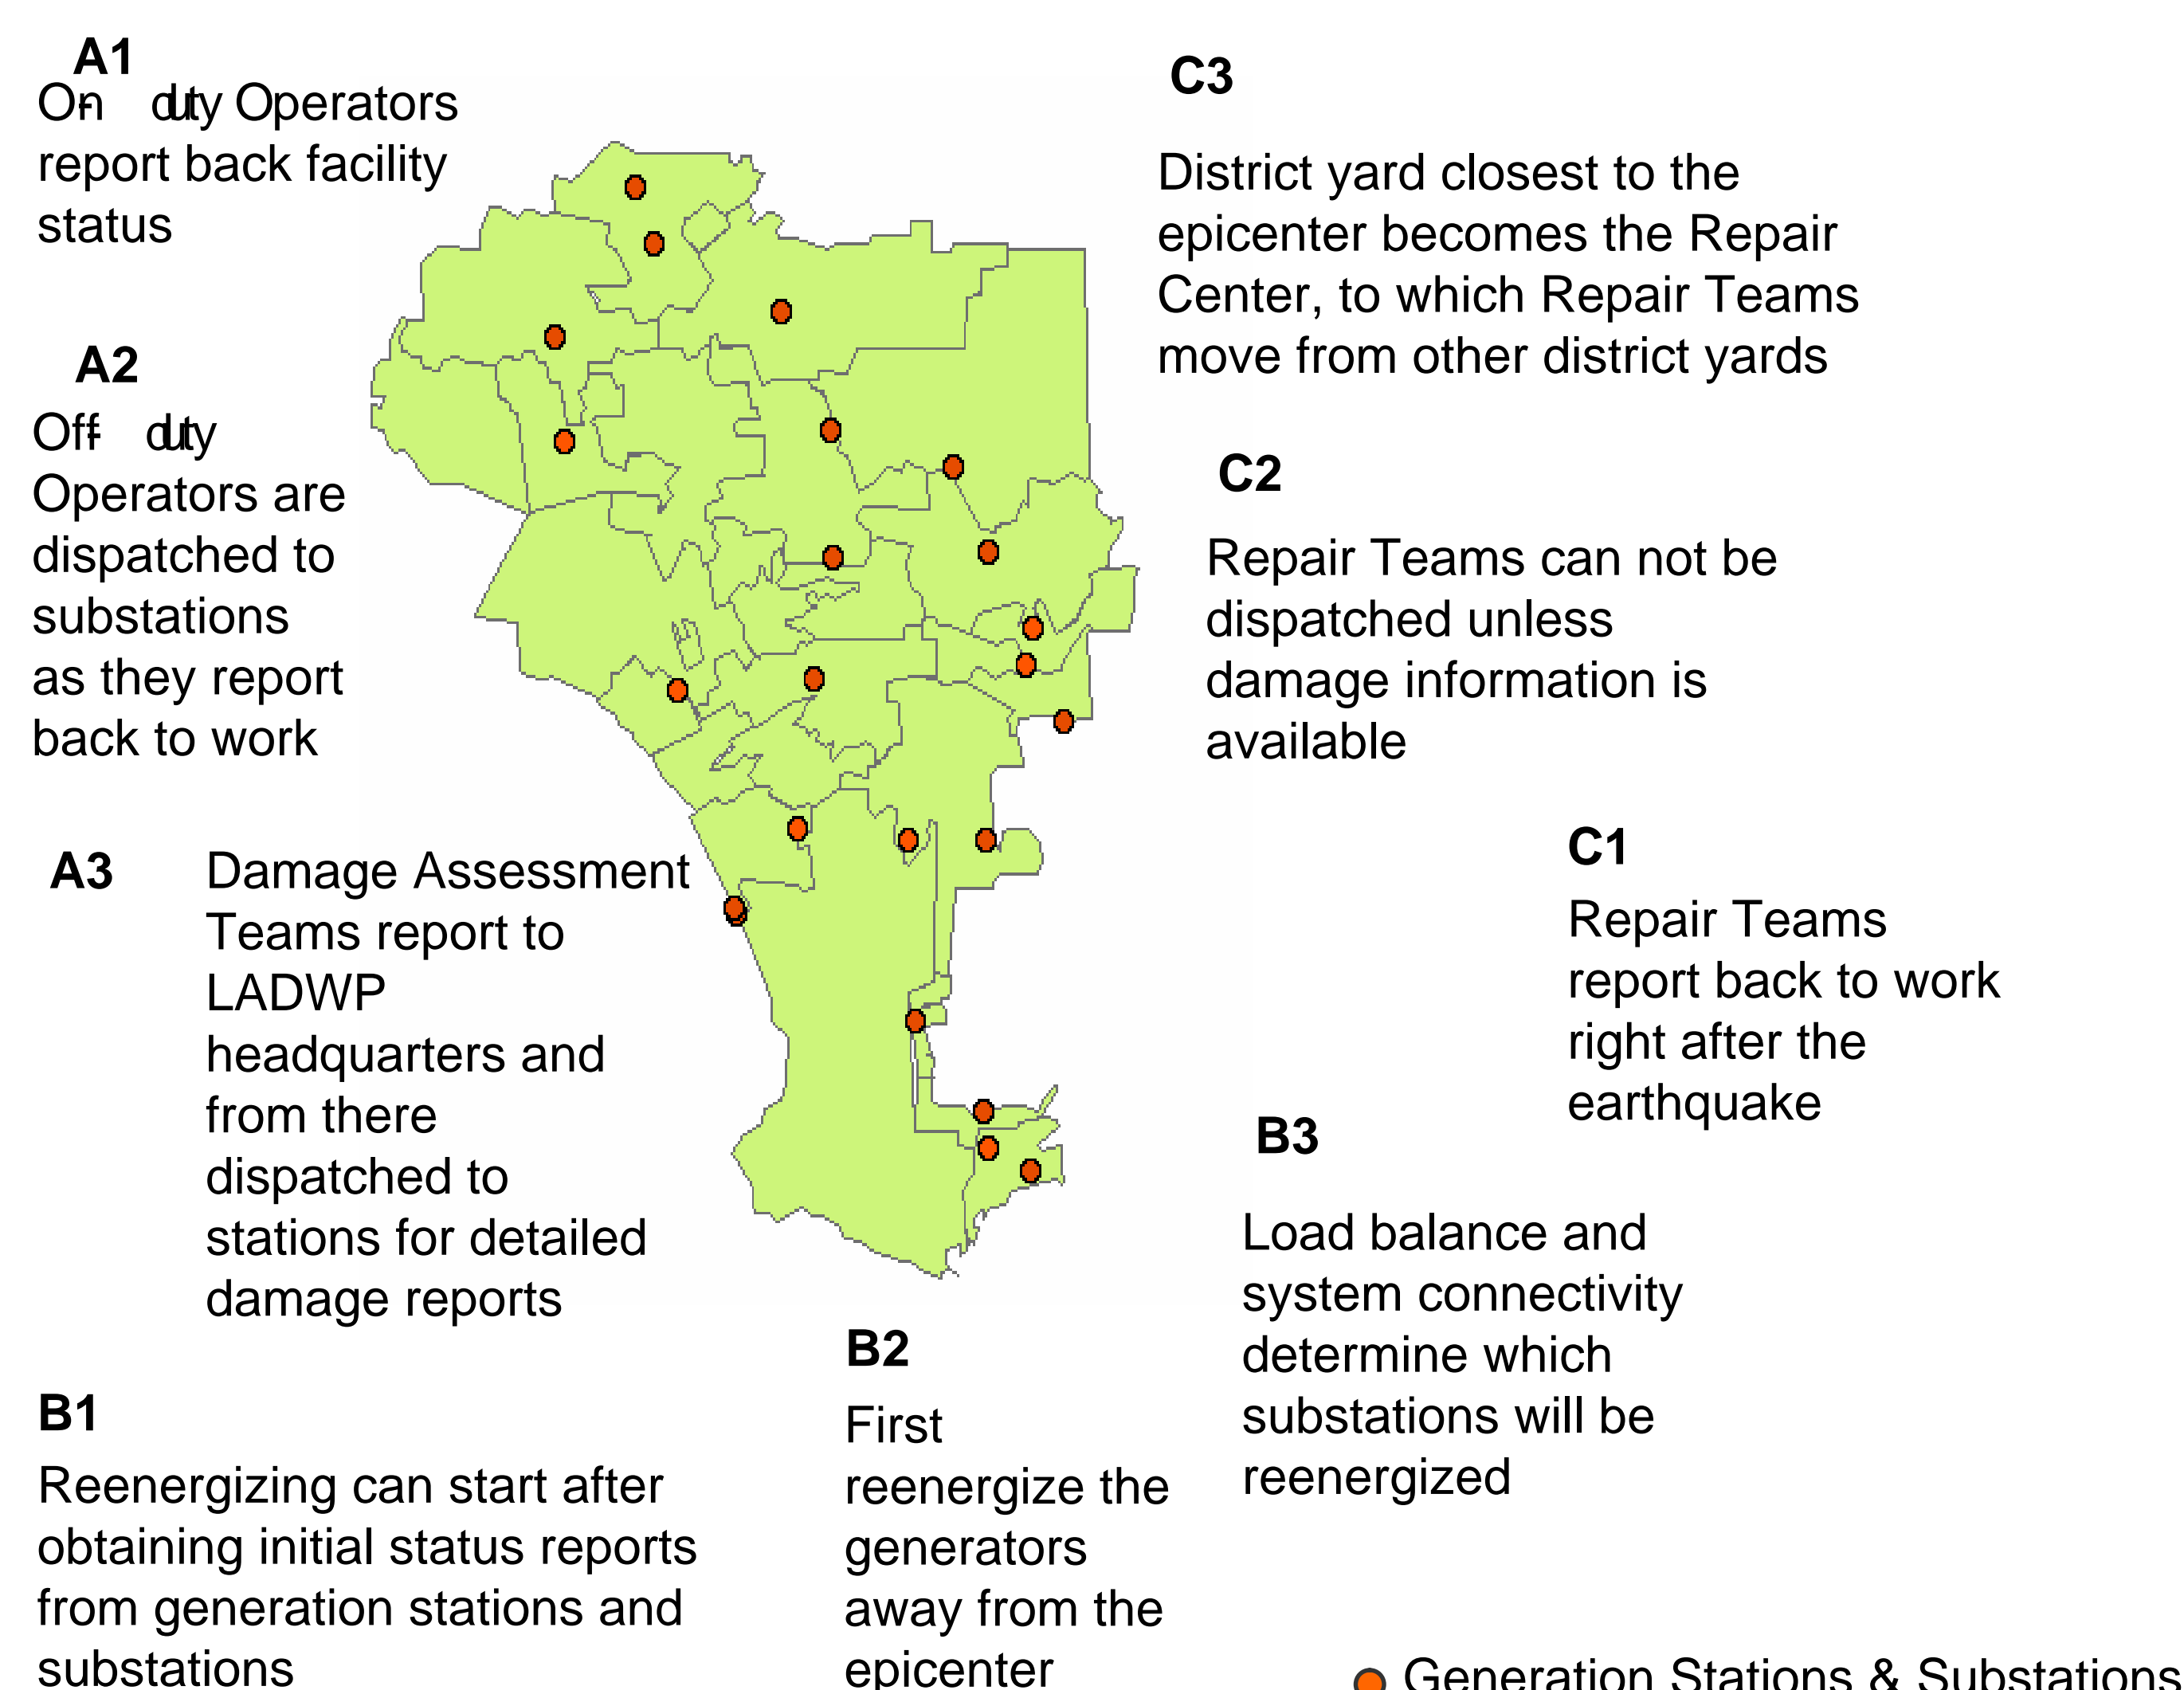 A1
On-duty Operators
report back facility
status
A2
Off-duty
Operators are
dispatched to
substations
as they report
back to work
A3
Damage Assessment
Teams report to
LADWP
headquarters and
from there
dispatched to
stations for detailed
damage reports
B1
Reenergizing can start after
obtaining initial status reports
from generation stations and
substations
B2
First
reenergize the
generators
away from the
epicenter
B3
Load balance and
system connectivity
determine which
substations will be
reenergized
C1
Repair Teams
report back to work
right after the
earthquake
C2
Repair Teams can not be
dispatched unless
damage information is
available
C3
District yard closest to the
epicenter becomes the Repair
Center, to which Repair Teams
move from other district yards
Generation Stations & Substations